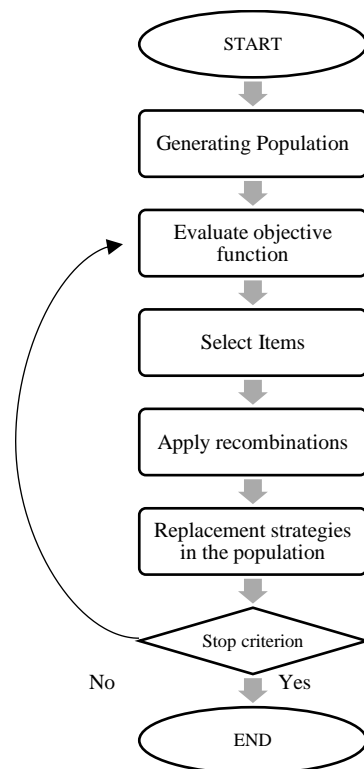 START
Generating Population
Evaluate objective
function
Select Items
Apply recombinations
Replacement strategies
in the population
Stop criterion
No
Yes
END